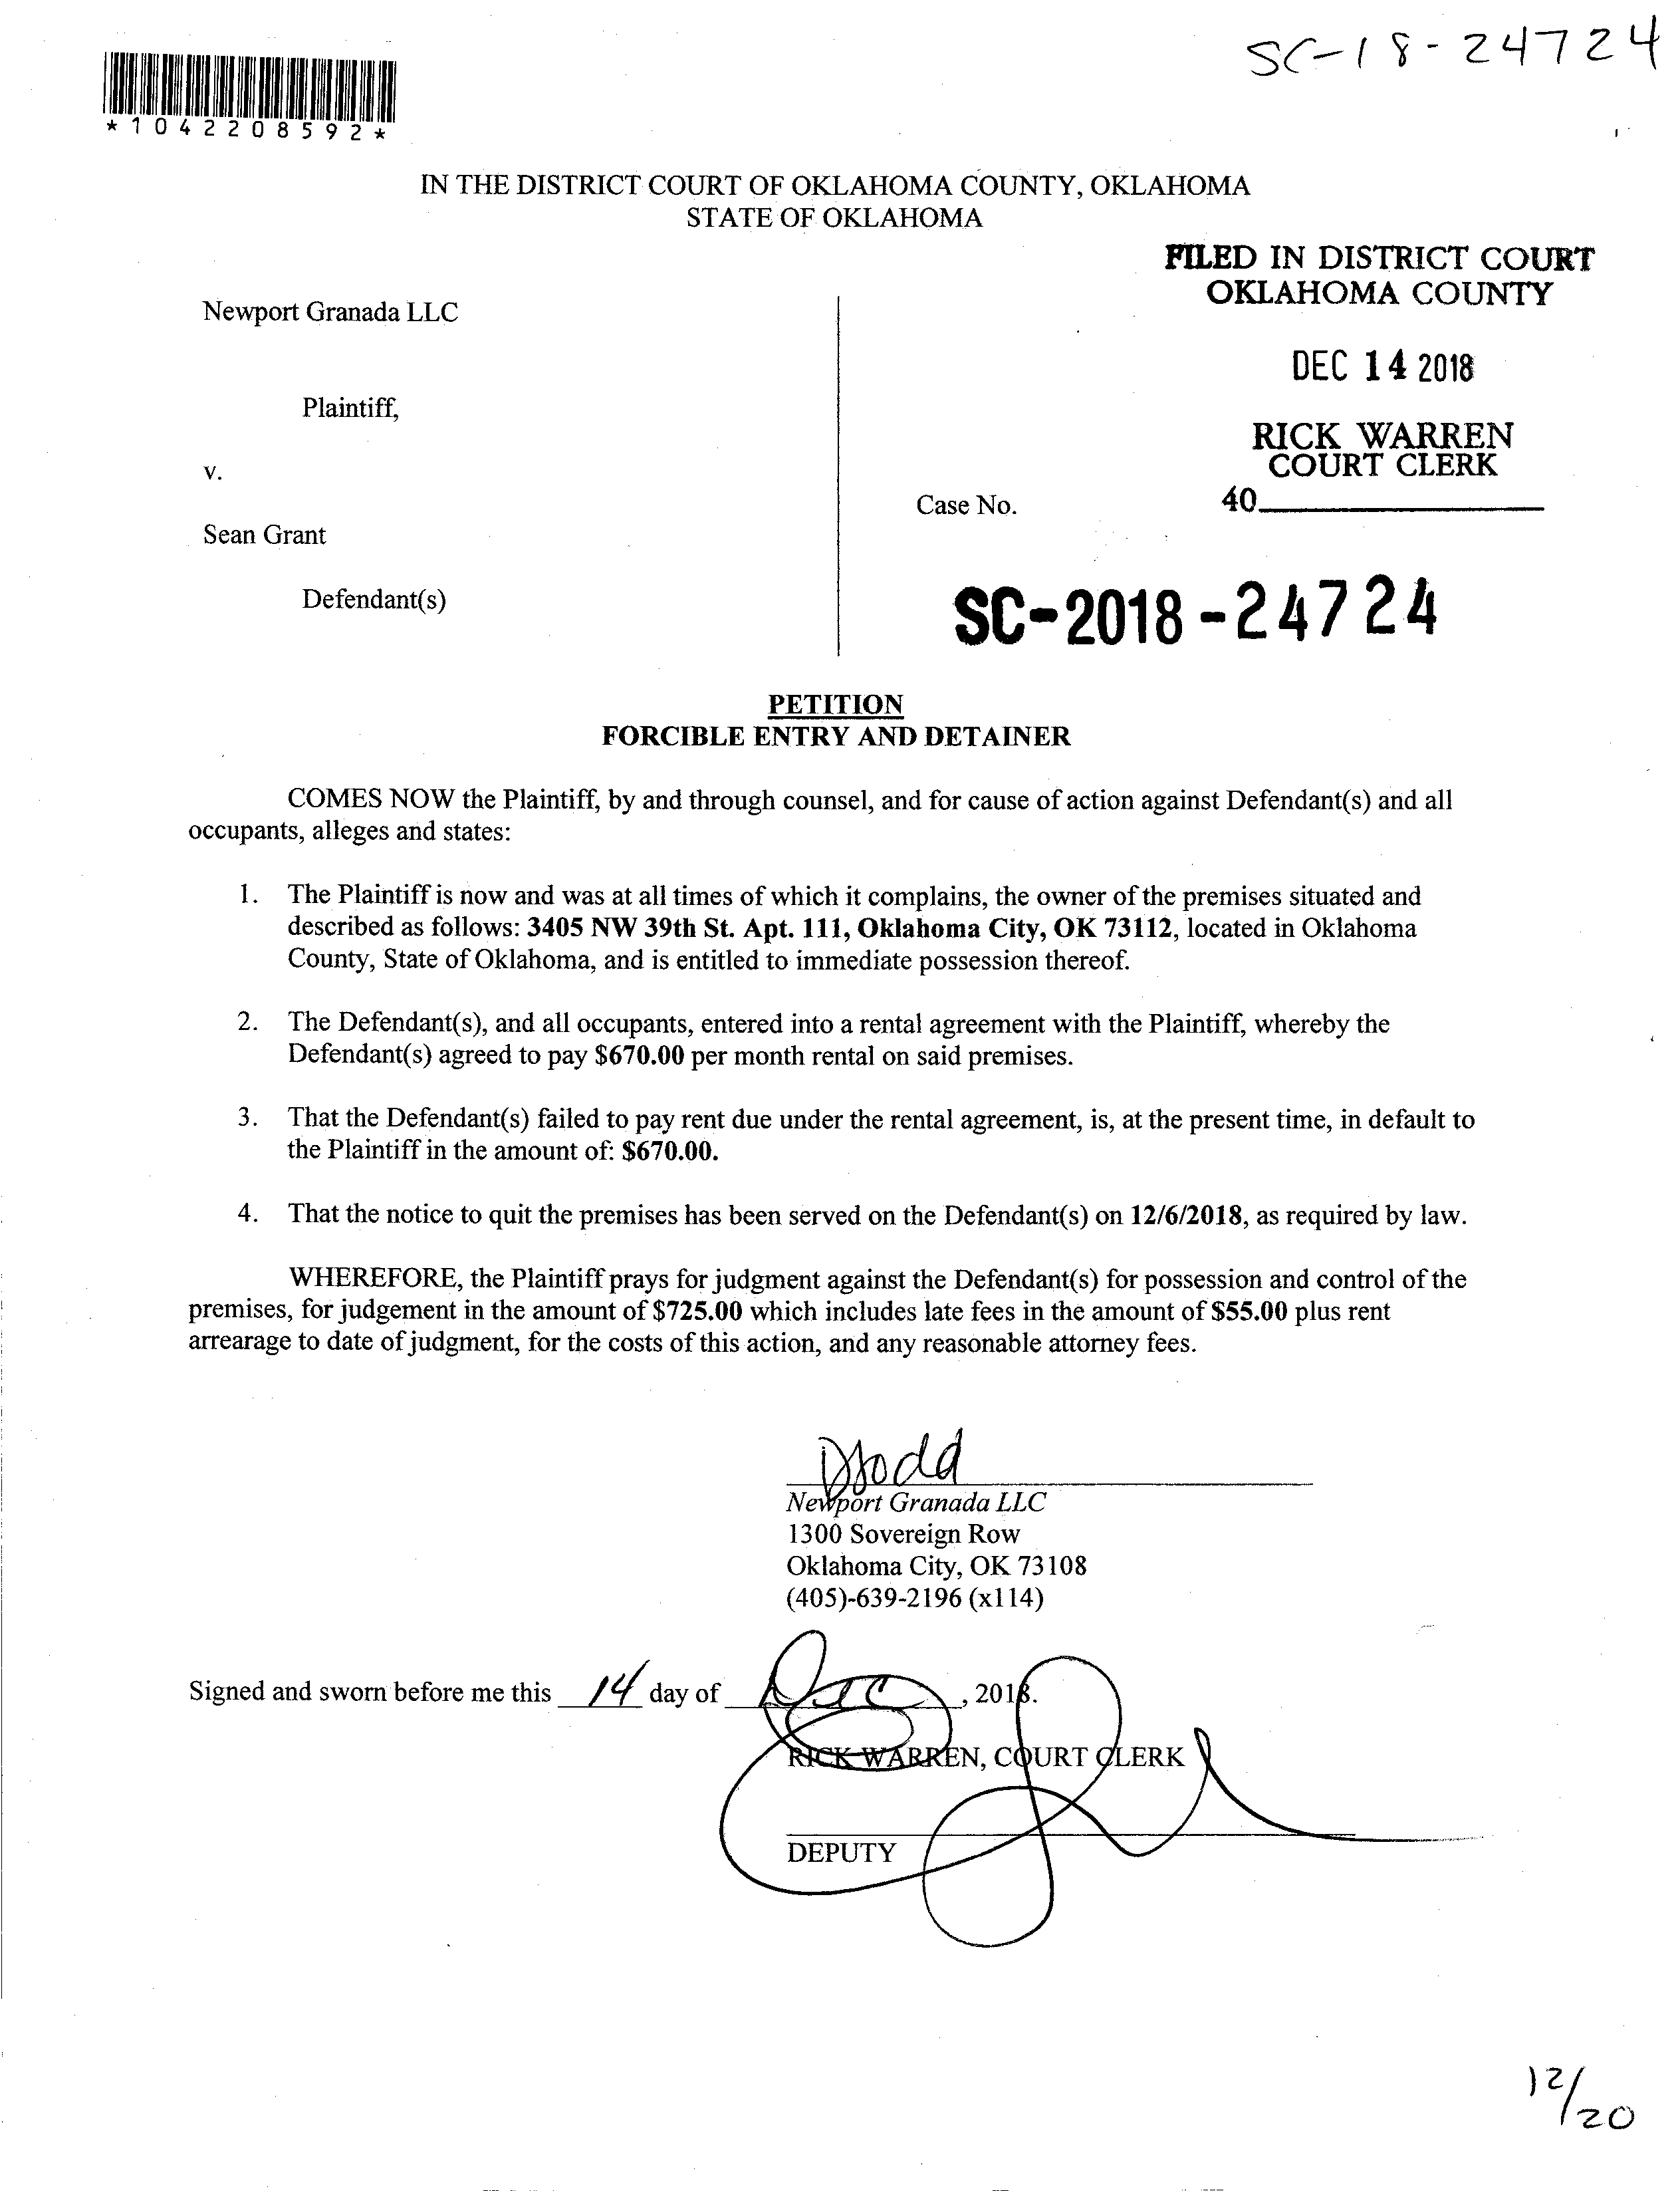 SC-18-24724
*1042208592*
IN THE DISTRICT COURT OF OKLAHOMA COUNTY, OKLAHOMA
STATE OF OKLAHOMA
FILED IN DISTRICT COURT
OKLAHOMA COUNTY
Newport Granada LLC
DEC 14 2018
Plaintiff,
RICK WARREN
COURT CLERK
v.
Case No.
40
Sean Grant
Defendant(s)
SC-2018-24724
PETITION
FORCIBLE ENTRY AND DETAINER
COMES NOW the Plaintiff, by and through counsel, and for cause of action against Defendant(s) and all
occupants, alleges and states:
1. The Plaintiff is now and was at all times of which it complains, the owner of the premises situated and
described as follows: 3405 NW 39th St. Apt. 111, Oklahoma City, OK 73112, located in Oklahoma
County, State of Oklahoma, and is entitled to immediate possession thereof.
2. The Defendant(s), and all occupants, entered into a rental agreement with the Plaintiff, whereby the
Defendant(s) agreed to pay $670.00 per month rental on said premises.
3. That the Defendant(s) failed to pay rent due under the rental agreement, is, at the present time, in default to
the Plaintiff in the amount of: $670.00.
4. That the notice to quit the premises has been served on the Defendant(s) on 12/6/2018, as required by law.
WHEREFORE, the Plaintiff prays for judgment against the Defendant(s) for possession and control of the
premises, for judgement in the amount of $725.00 which includes late fees in the amount of $55.00 plus rent
arrearage to date of judgment, for the costs of this action, and any reasonable attorney fees.
Newport Granada LLC
1300 Sovereign Row
Oklahoma City, OK 73108
(405)-639-2196 (x114)
Signed and sworn before me this 14 day of Dec, 2018.
RICK WARREN, COURT CLERK
DEPUTY
12/20